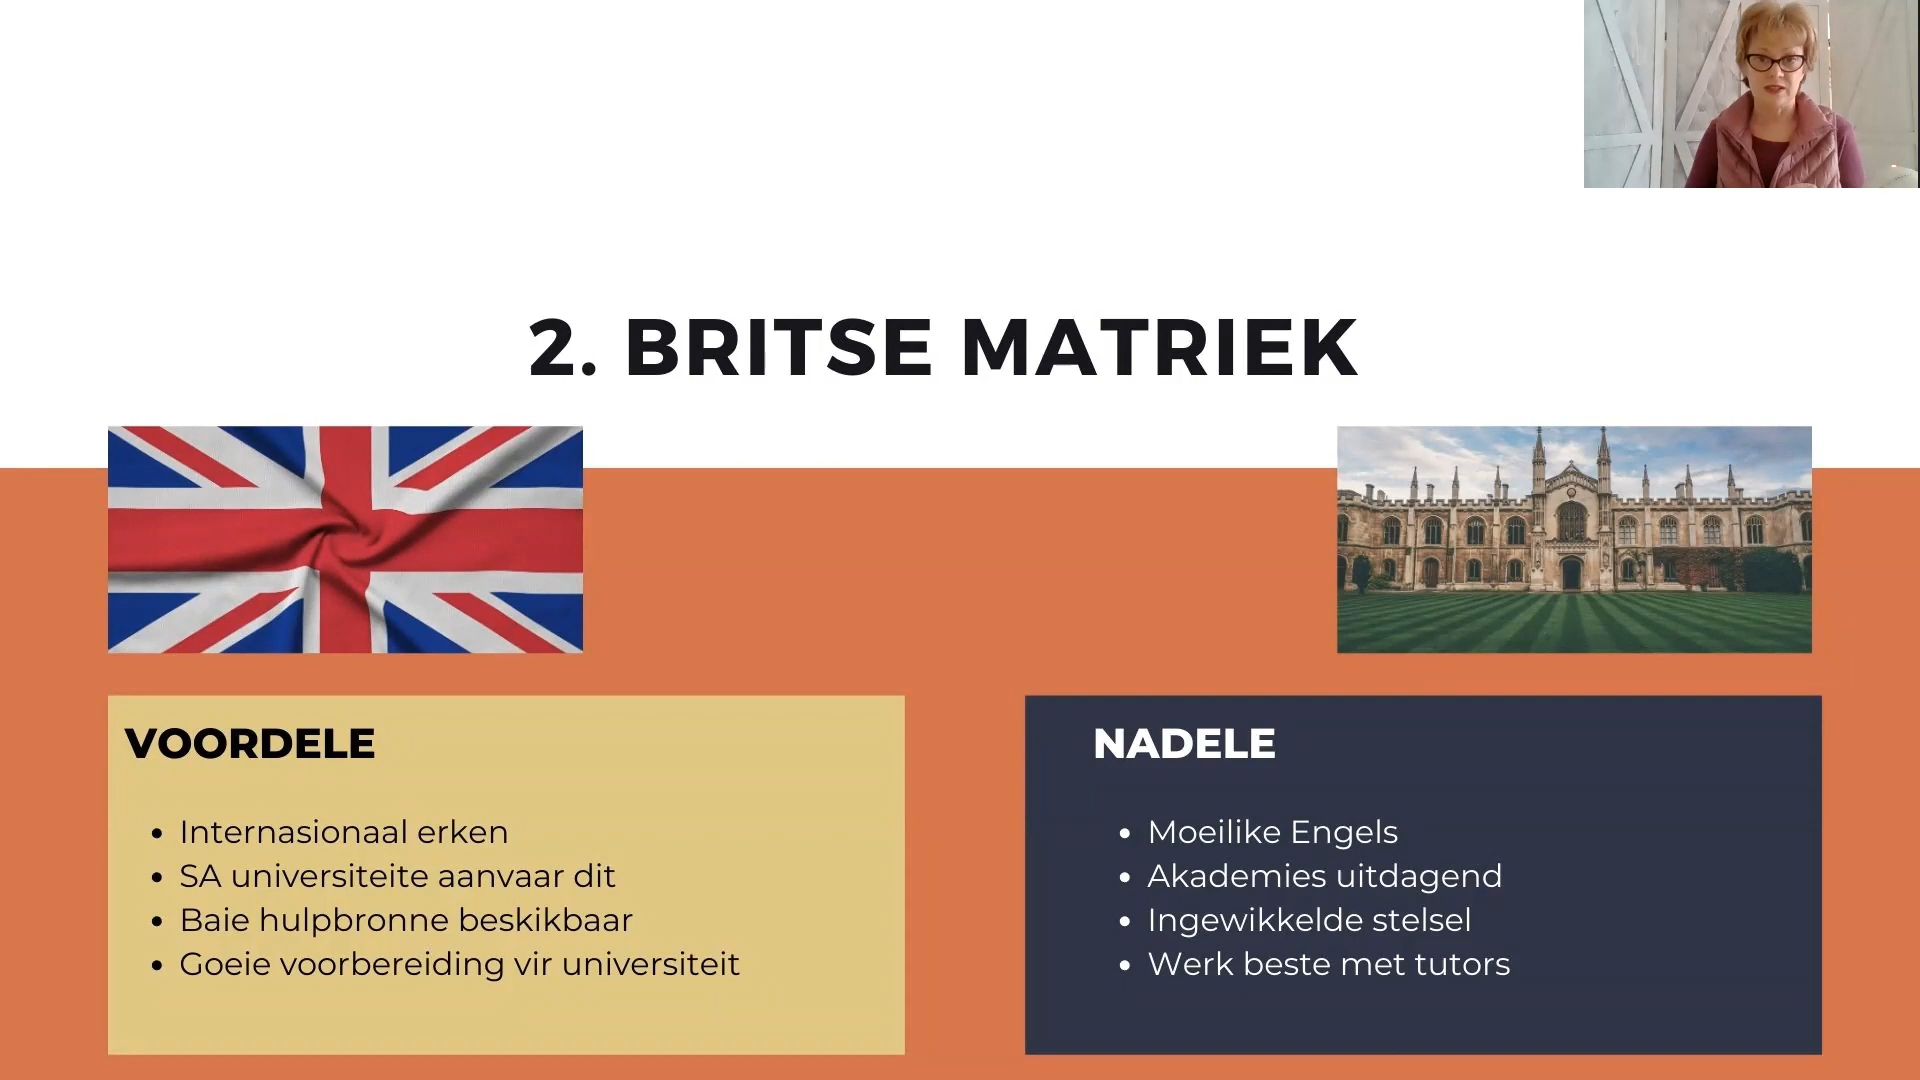 2. BRITSE MATRIEK
VOORDELE
• Internasionaal erken
• SA universiteite aanvaar dit
• Baie hulpbronne beskikbaar
• Goeie voorbereiding vir universiteit
NADELE
• Moeilike Engels
• Akademies uitdagend
• Ingewikkelde stelsel
• Werk beste met tutors